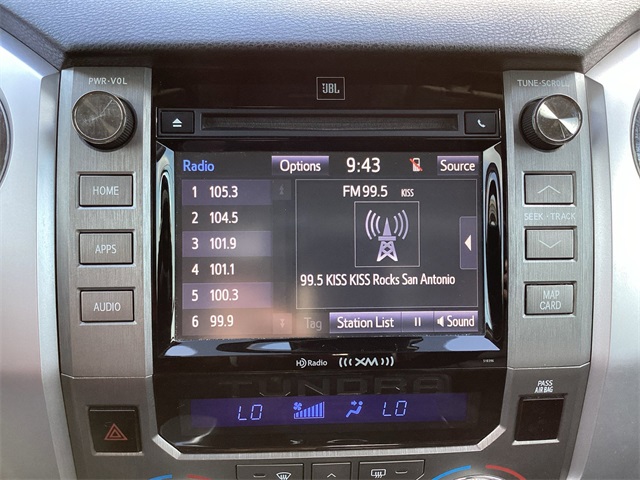 PWR•VOL
JBL
TUNE•SCROLL
Radio Options 9:43 Source
HOME
APPS
AUDIO
1 105.3
2 104.5
3 101.9
4 101.1
5 100.3
6 99.9
FM 99.5 KISS
99.5 KISS KISS Rocks San Antonio
Tag Station List Sound
SEEK•TRACK
MAP
CARD
HD Radio ((( XM )))
TUNDRA
LO LO
PASS
AIRBAG